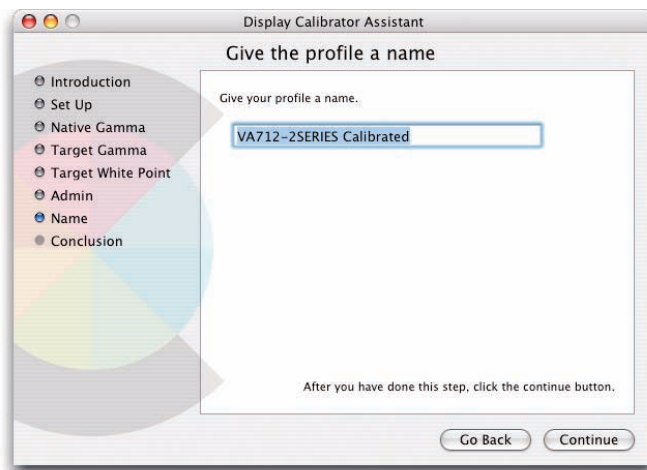 Display Calibrator Assistant
Give the profile a name
Introduction
Set Up
Native Gamma
Target Gamma
Target White Point
Admin
Name
Conclusion
Give your profile a name.
VA712-2SERIES Calibrated
After you have done this step, click the continue button.
Go Back
Continue